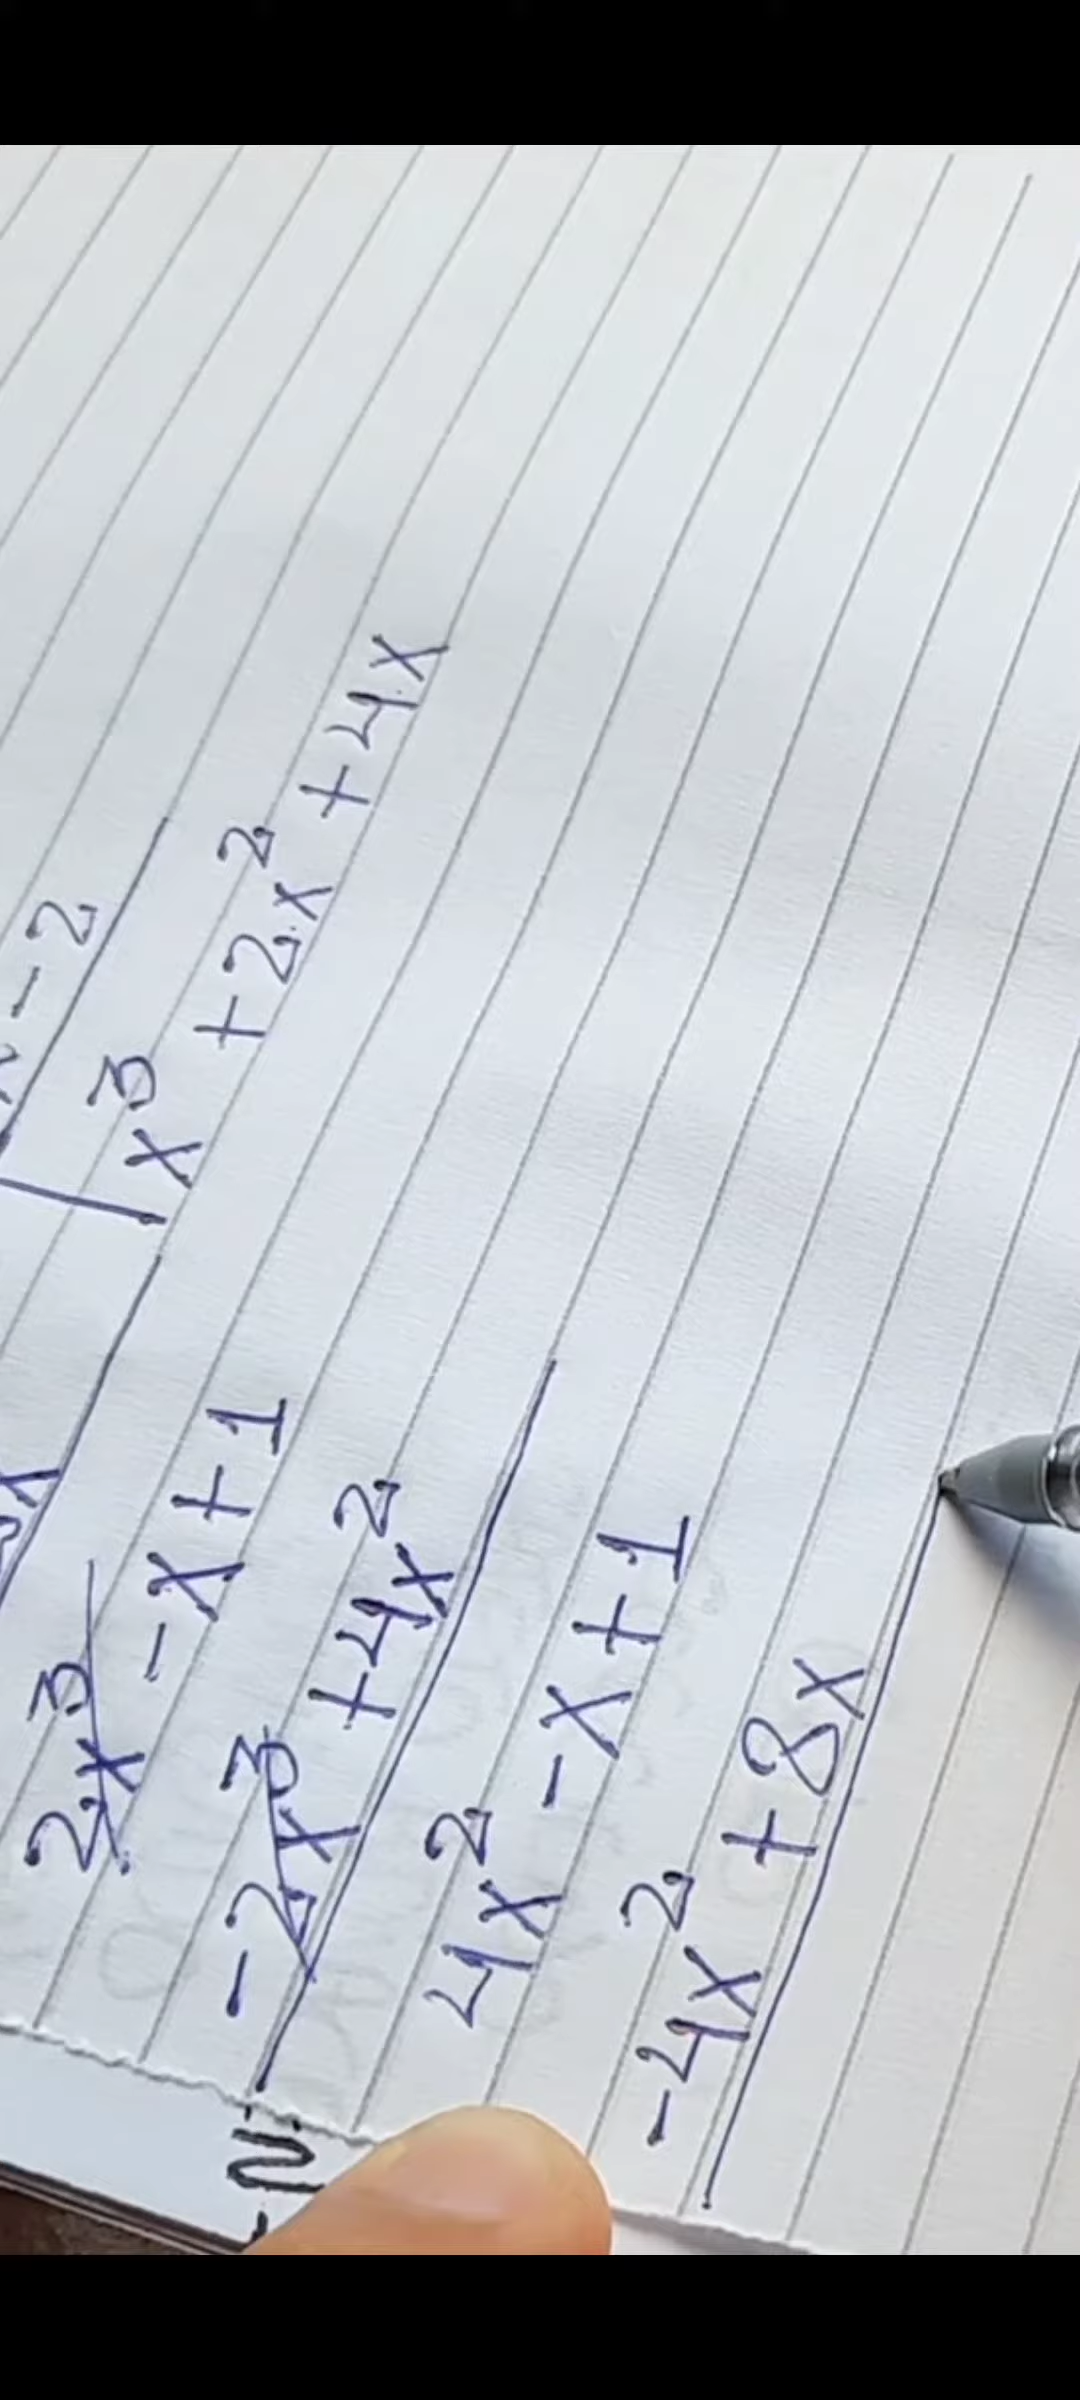 x - 2
x³ + 2x² + 4x
2x³ - x + 1
-2x³ + 4x²
4x² - x + 1
-4x² + 8x